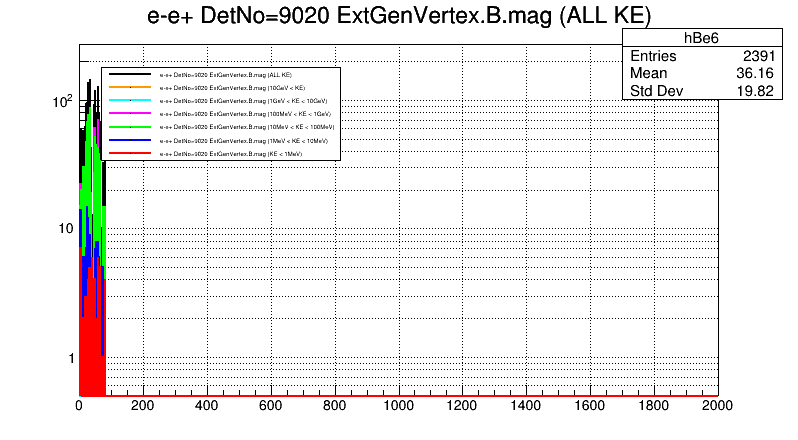 e-e+ DetNo=9020 ExtGenVertex.B.mag (ALL KE)
hBe6
Entries 2391
Mean 36.16
Std Dev 19.82
e-e+ DetNo=9020 ExtGenVertex.B.mag (ALL KE)
e-e+ DetNo=9020 ExtGenVertex.B.mag (10GeV < KE)
e-e+ DetNo=9020 ExtGenVertex.B.mag (1GeV < KE < 10GeV)
e-e+ DetNo=9020 ExtGenVertex.B.mag (100MeV < KE < 1GeV)
e-e+ DetNo=9020 ExtGenVertex.B.mag (10MeV < KE < 100MeV)
e-e+ DetNo=9020 ExtGenVertex.B.mag (1MeV < KE < 10MeV)
e-e+ DetNo=9020 ExtGenVertex.B.mag (KE < 1MeV)
10²
10
1
0 200 400 600 800 1000 1200 1400 1600 1800 2000